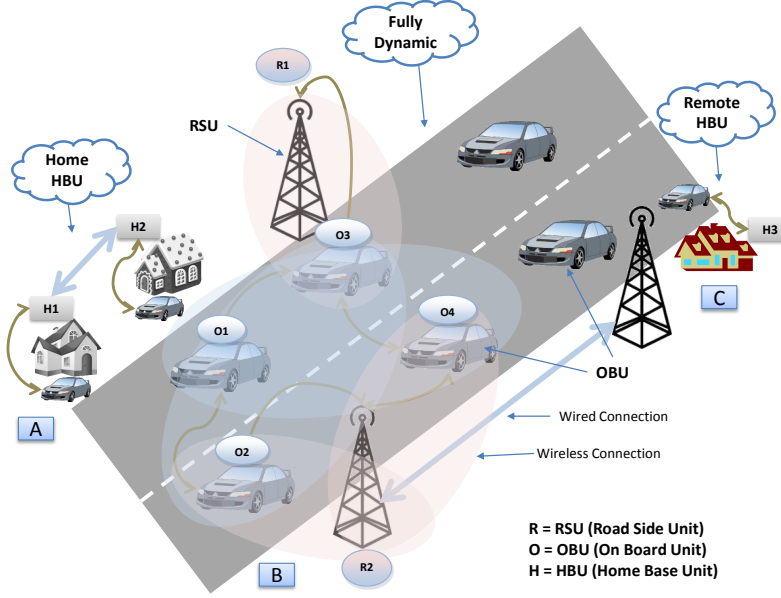 Fully
Dynamic
R1
RSU
Remote
HBU
Home
HBU
H2
H3
O3
C
H1
O1
O4
OBU
A
Wired Connection
O2
Wireless Connection
R = RSU (Road Side Unit)
O = OBU (On Board Unit)
H = HBU (Home Base Unit)
B
R2